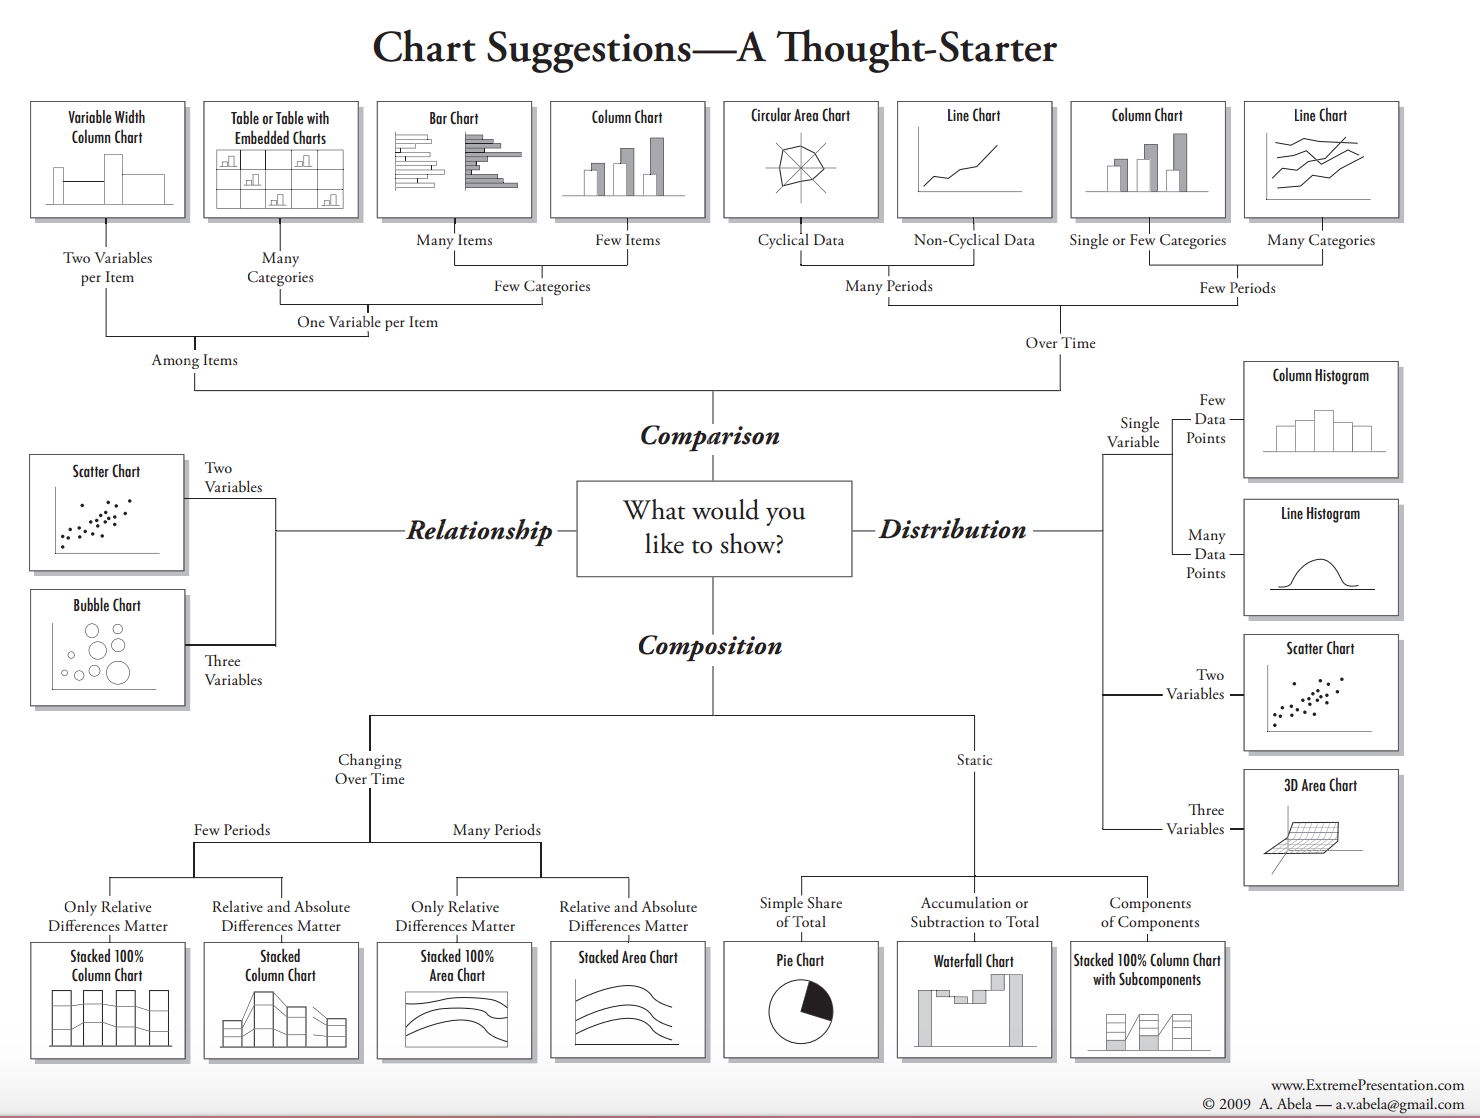 Chart Suggestions—A Thought-Starter
Variable Width
Column Chart
Table or Table with
Embedded Charts
Bar Chart
Column Chart
Circular Area Chart
Line Chart
Column Chart
Line Chart
Two Variables
per Item
Many
Categories
Many Items
Few Items
Cyclical Data
Non-Cyclical Data
Single or Few Categories
Many Categories
Few Categories
Many Periods
Few Periods
One Variable per Item
Among Items
Over Time
Comparison
Relationship
What would you
like to show?
Distribution
Composition
Scatter Chart
Two
Variables
Bubble Chart
Three
Variables
Single
Variable
Few
Data
Points
Column Histogram
Many
Data
Points
Line Histogram
Two
Variables
Scatter Chart
Three
Variables
3D Area Chart
Changing
Over Time
Static
Few Periods
Many Periods
Only Relative
Differences Matter
Relative and Absolute
Differences Matter
Only Relative
Differences Matter
Relative and Absolute
Differences Matter
Simple Share
of Total
Accumulation or
Subtraction to Total
Components
of Components
Stacked 100%
Column Chart
Stacked
Column Chart
Stacked 100%
Area Chart
Stacked Area Chart
Pie Chart
Waterfall Chart
Stacked 100% Column Chart
with Subcomponents
www.ExtremePresentation.com
© 2009 A. Abela — a.v.abela@gmail.com